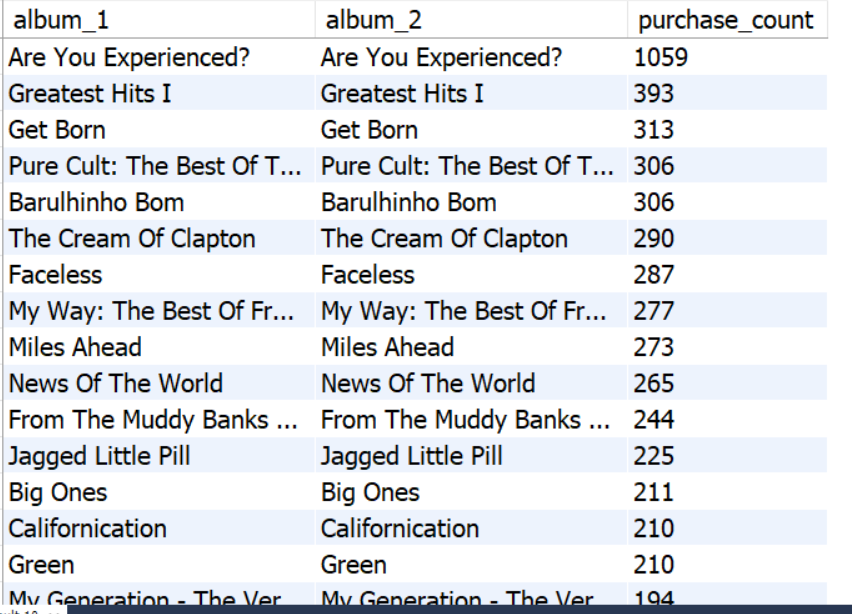 album_1 album_2 purchase_count
Are You Experienced? Are You Experienced? 1059
Greatest Hits I Greatest Hits I 393
Get Born Get Born 313
Pure Cult: The Best Of T... Pure Cult: The Best Of T... 306
Barulhinho Bom Barulhinho Bom 306
The Cream Of Clapton The Cream Of Clapton 290
Faceless Faceless 287
My Way: The Best Of Fr... My Way: The Best Of Fr... 277
Miles Ahead Miles Ahead 273
News Of The World News Of The World 265
From The Muddy Banks ... From The Muddy Banks ... 244
Jagged Little Pill Jagged Little Pill 225
Big Ones Big Ones 211
Californication Californication 210
Green Green 210
My Generation - The Ver My Generation - The Ver 194